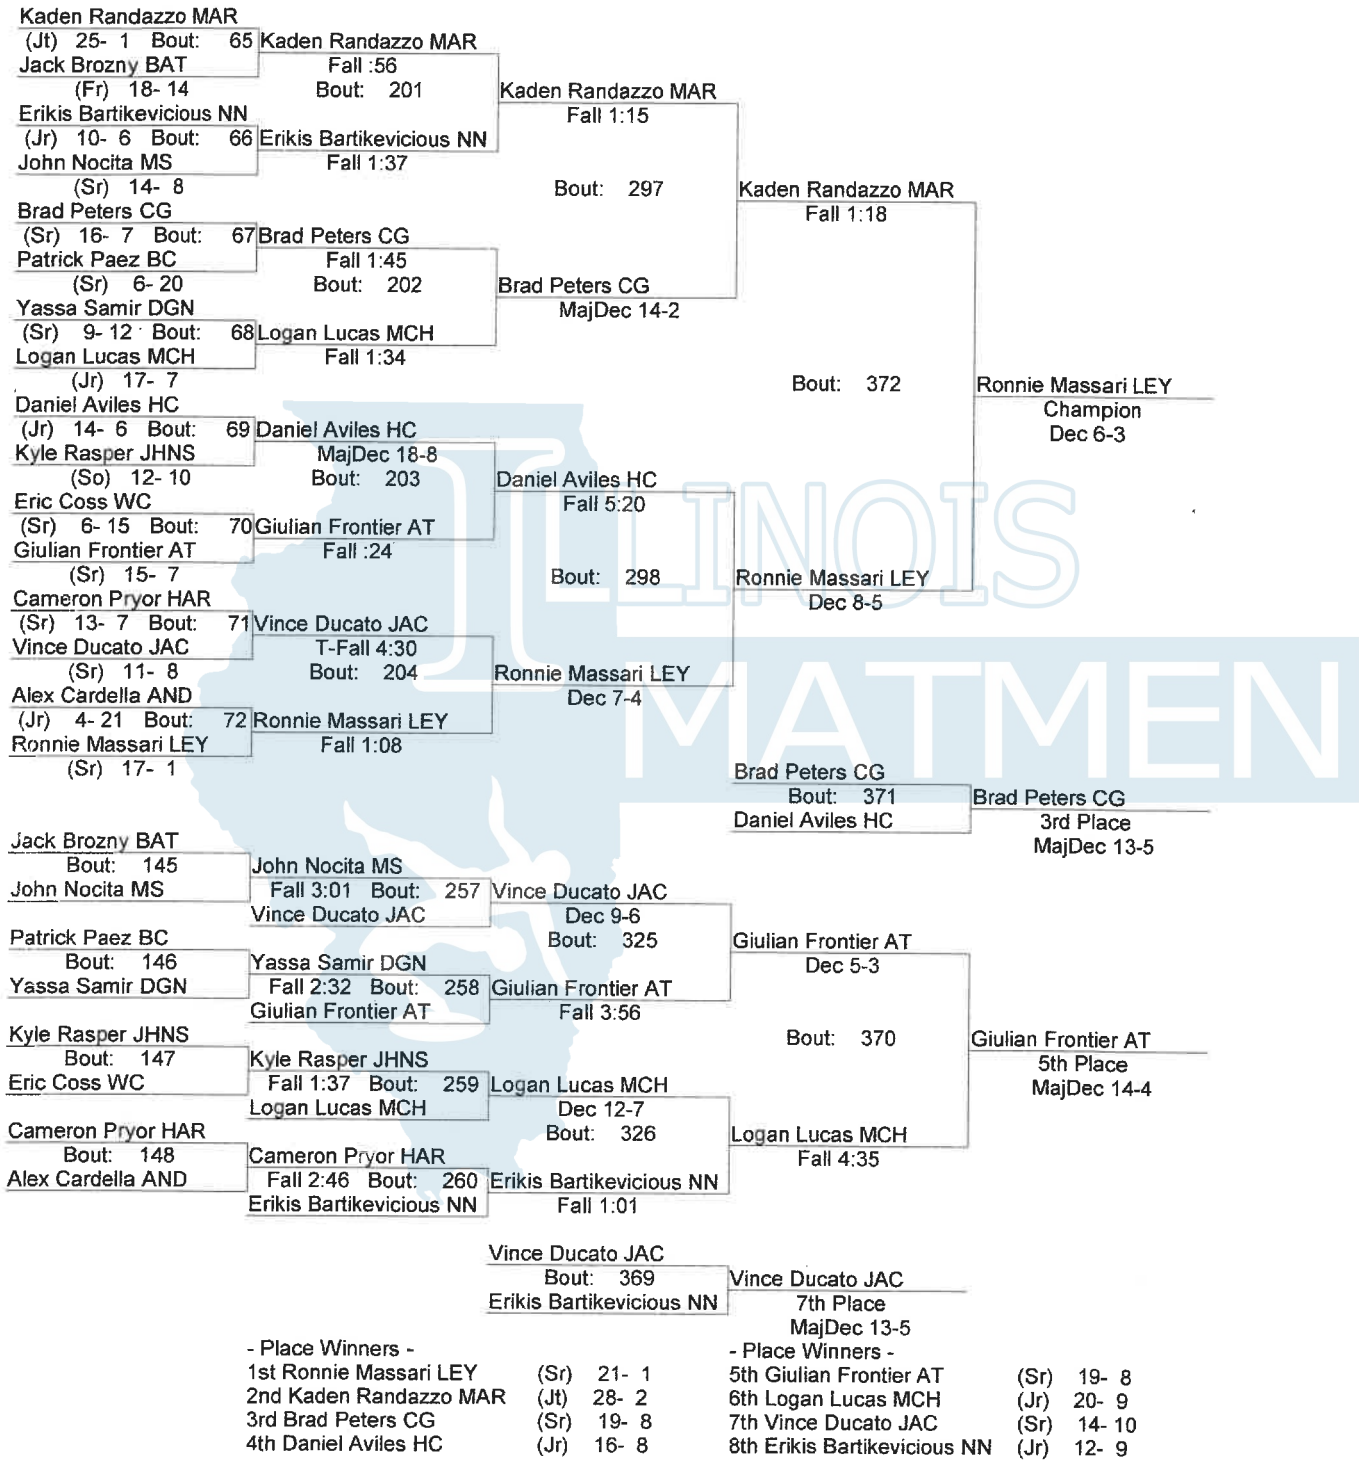 Kaden Randazzo MAR
(Jt) 25- 1 Bout: 65 Kaden Randazzo MAR
Jack Brozny BAT Fall :56
(Fr) 18- 14 Bout: 201 Kaden Randazzo MAR
Erikis Bartikevicious NN Fall 1:15
(Jr) 10- 6 Bout: 66 Erikis Bartikevicious NN
John Nocita MS Fall 1:37
(Sr) 14- 8 Bout: 297 Kaden Randazzo MAR
Brad Peters CG Fall 1:18
(Sr) 16- 7 Bout: 67 Brad Peters CG
Patrick Paez BC Fall 1:45
(Sr) 6- 20 Bout: 202 Brad Peters CG
Yassa Samir DGN MajDec 14-2
(Sr) 9- 12 Bout: 68 Logan Lucas MCH
Logan Lucas MCH Fall 1:34
(Jr) 17- 7 Bout: 372 Ronnie Massari LEY
Daniel Aviles HC Champion
(Jr) 14- 6 Bout: 69 Daniel Aviles HC Dec 6-3
Kyle Rasper JHNS MajDec 18-8
(So) 12- 10 Bout: 203 Daniel Aviles HC
Eric Coss WC Fall 5:20
(Sr) 6- 15 Bout: 70 Giulian Frontier AT
Giulian Frontier AT Fall :24
(Sr) 15- 7 Bout: 298 Ronnie Massari LEY
Cameron Pryor HAR Dec 8-5
(Sr) 13- 7 Bout: 71 Vince Ducato JAC
Vince Ducato JAC T-Fall 4:30
(Sr) 11- 8 Bout: 204 Ronnie Massari LEY
Alex Cardella AND Dec 7-4
(Jr) 4- 21 Bout: 72 Ronnie Massari LEY
Ronnie Massari LEY Fall 1:08
(Sr) 17- 1
ILLINOIS
MATMEN
Brad Peters CG
Bout: 371 Brad Peters CG
Daniel Aviles HC 3rd Place
MajDec 13-5
Jack Brozny BAT
Bout: 145 John Nocita MS
John Nocita MS Fall 3:01 Bout: 257 Vince Ducato JAC
Vince Ducato JAC Dec 9-6
Patrick Paez BC Bout: 325 Giulian Frontier AT
Bout: 146 Yassa Samir DGN Dec 5-3
Yassa Samir DGN Fall 2:32 Bout: 258 Giulian Frontier AT
Giulian Frontier AT Fall 3:56
Kyle Rasper JHNS Bout: 370 Giulian Frontier AT
Bout: 147 Kyle Rasper JHNS 5th Place
Eric Coss WC Fall 1:37 Bout: 259 Logan Lucas MCH MajDec 14-4
Logan Lucas MCH Dec 12-7
Cameron Pryor HAR Bout: 326 Logan Lucas MCH
Bout: 148 Cameron Pryor HAR Fall 4:35
Alex Cardella AND Fall 2:46 Bout: 260 Erikis Bartikevicious NN
Erikis Bartikevicious NN Fall 1:01
Vince Ducato JAC
Bout: 369 Vince Ducato JAC
Erikis Bartikevicious NN 7th Place
MajDec 13-5
- Place Winners - - Place Winners -
1st Ronnie Massari LEY (Sr) 21- 1 5th Giulian Frontier AT (Sr) 19- 8
2nd Kaden Randazzo MAR (Jt) 28- 2 6th Logan Lucas MCH (Jr) 20- 9
3rd Brad Peters CG (Sr) 19- 8 7th Vince Ducato JAC (Sr) 14- 10
4th Daniel Aviles HC (Jr) 16- 8 8th Erikis Bartikevicious NN (Jr) 12- 9